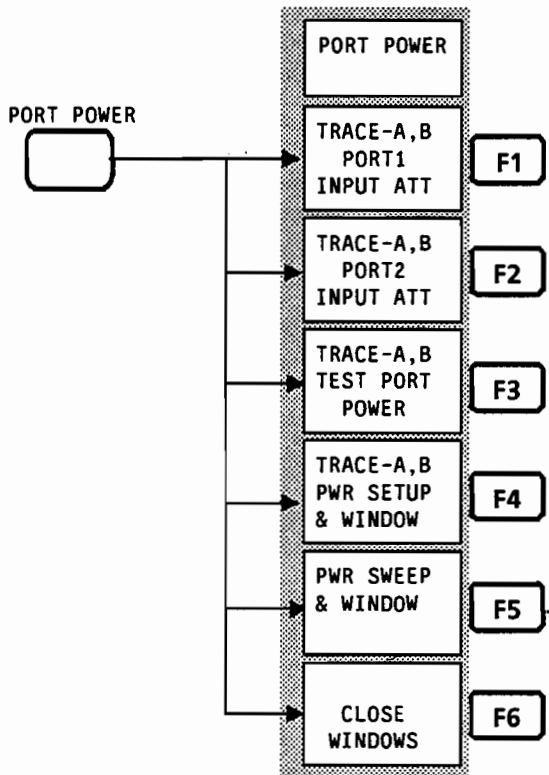 PORT POWER
PORT POWER
TRACE-A,B
PORT1
INPUT ATT
F1
TRACE-A,B
PORT2
INPUT ATT
F2
TRACE-A,B
TEST PORT
POWER
F3
TRACE-A,B
PWR SETUP
& WINDOW
F4
PWR SWEEP
& WINDOW
F5
CLOSE
WINDOWS
F6